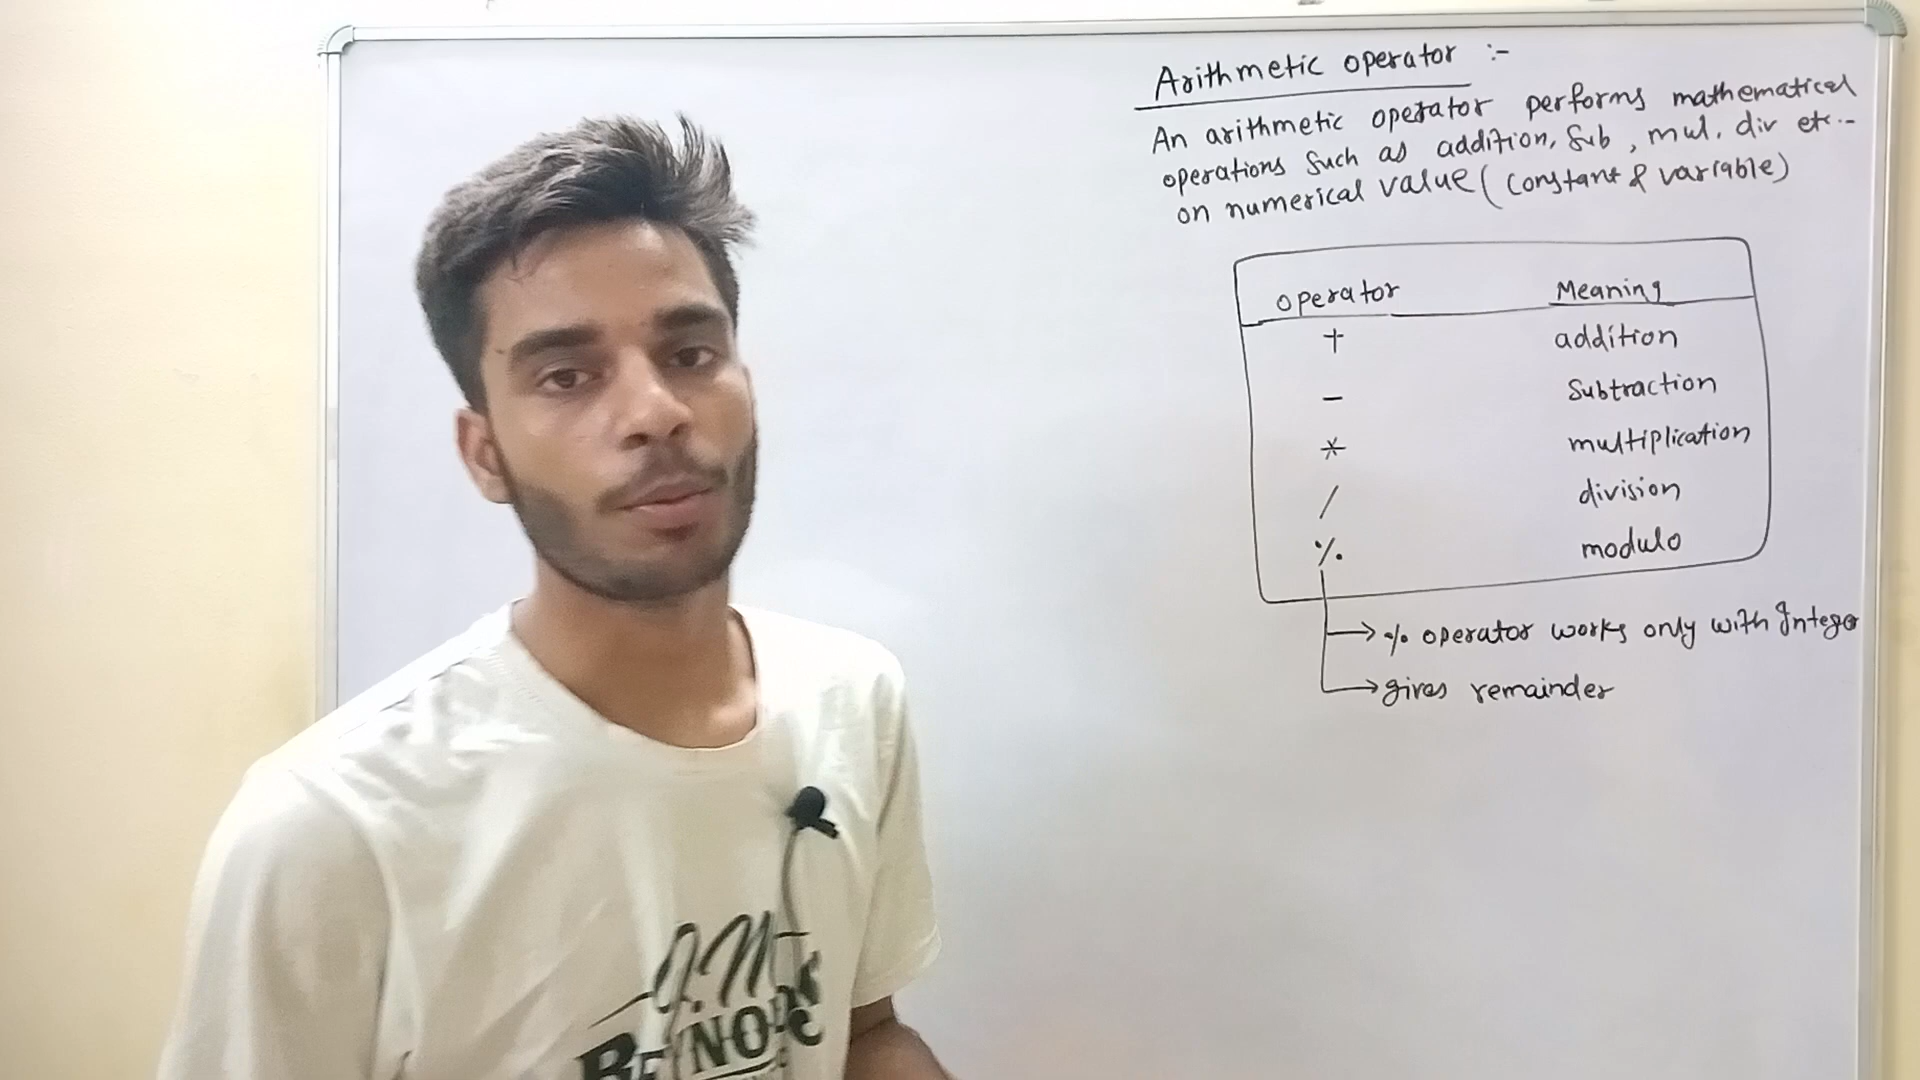 Arithmetic operator :-
An arithmetic operator performs mathematical
operations such as addition, Sub, mul, div etc.-
on numerical value (constant & variable)
operator Meaning
+ addition
- Subtraction
* multiplication
/ division
% modulo
→ % operator works only with Integer
→ gives remainder
J.M